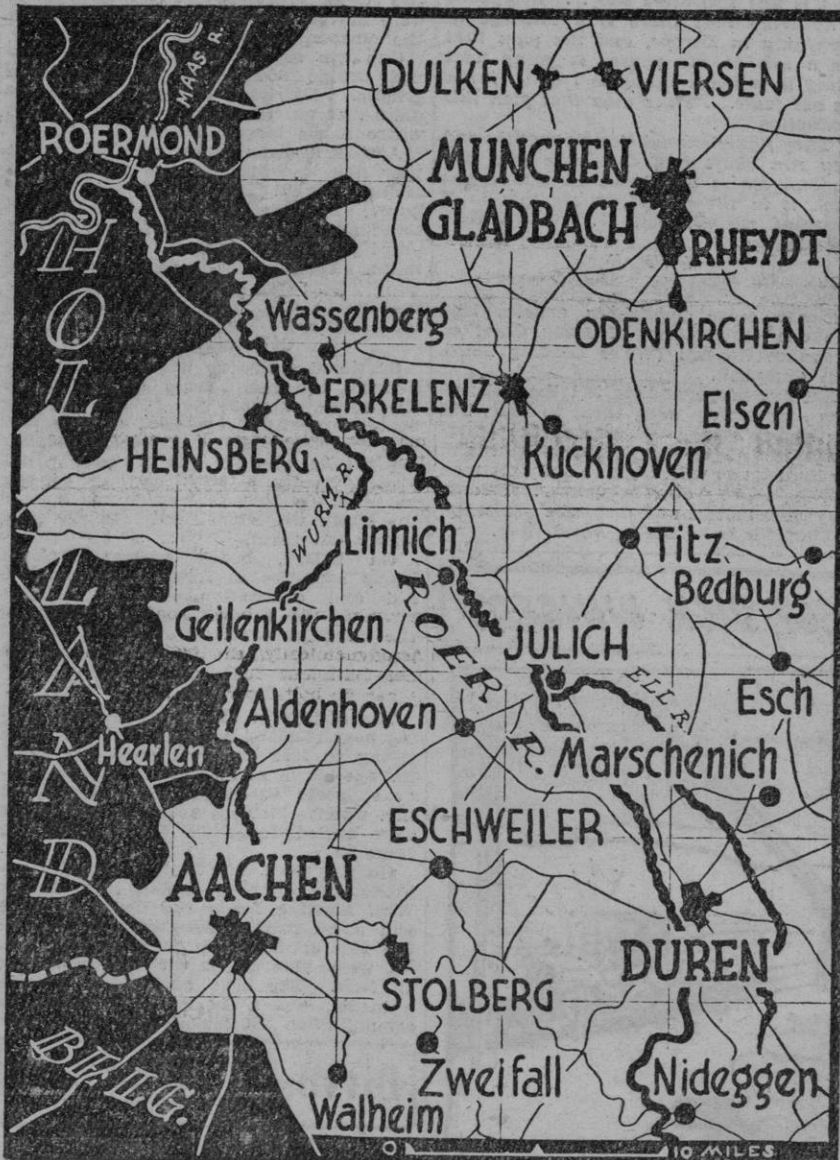 MAAS R.
DULKEN
VIERSEN
ROERMOND
MUNCHEN
GLADBACH
RHEYDT
HOLLAND
Wassenberg
ODENKIRCHEN
ERKELENZ
Elsen
HEINSBERG
Kuckhoven
WURM R.
Linnich
Titz
Bedburg
ROER R.
Geilenkirchen
JULICH
ELL R.
Esch
Aldenhoven
Heerlen
Marschenich
ESCHWEILER
AACHEN
DUREN
STOLBERG
BELG.
Zweifall
Nideggen
Walheim
0 10 MILES